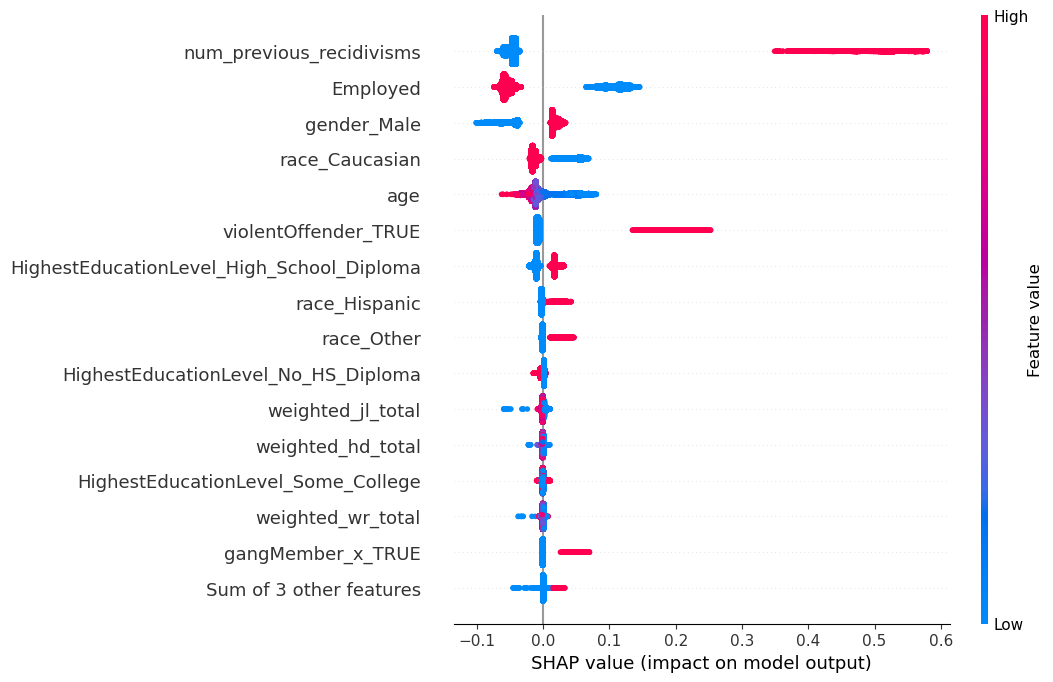 High
num_previous_recidivisms
Employed
gender_Male
race_Caucasian
age
violentOffender_TRUE
HighestEducationLevel_High_School_Diploma
race_Hispanic
race_Other
HighestEducationLevel_No_HS_Diploma
weighted_jl_total
weighted_hd_total
HighestEducationLevel_Some_College
weighted_wr_total
gangMember_x_TRUE
Sum of 3 other features
Feature value
Low
−0.1 0.0 0.1 0.2 0.3 0.4 0.5 0.6
SHAP value (impact on model output)